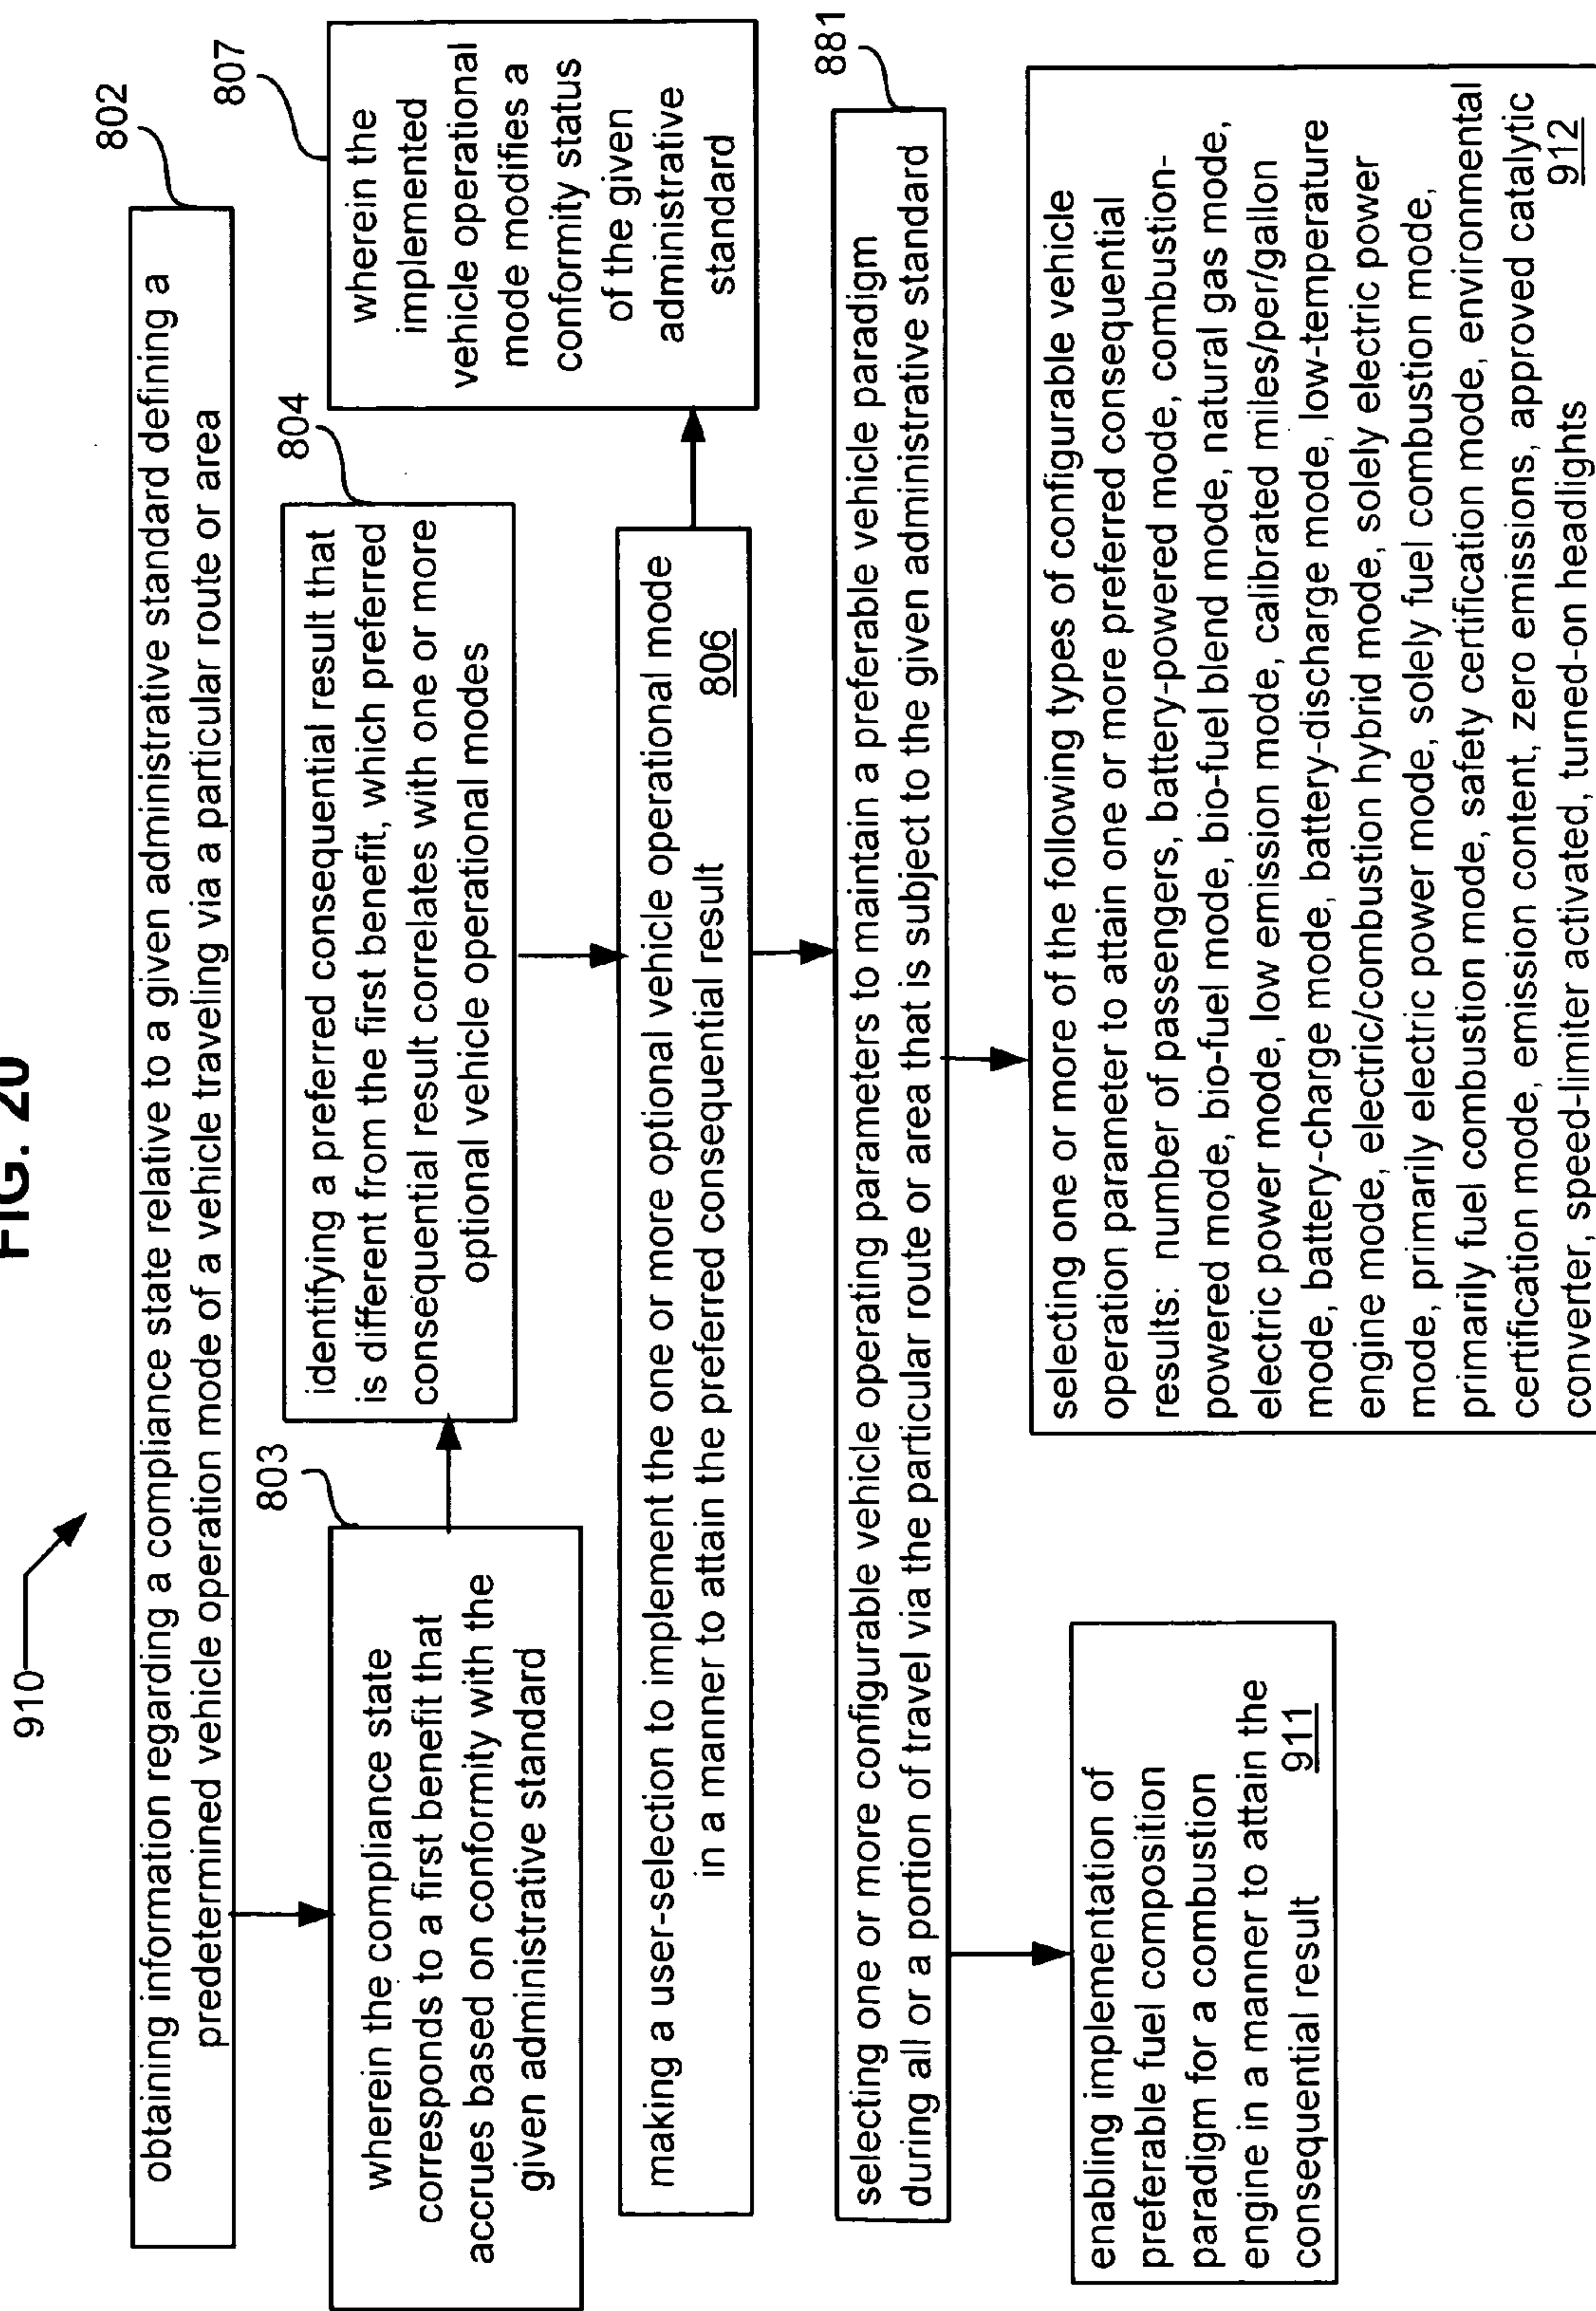 FIG. 20
910
802
obtaining information regarding a compliance state relative to a given administrative standard defining a
predetermined vehicle operation mode of a vehicle traveling via a particular route or area
803
wherein the compliance state
corresponds to a first benefit that
accrues based on conformity with the
given administrative standard
804
identifying a preferred consequential result that
is different from the first benefit, which preferred
consequential result correlates with one or more
optional vehicle operational modes
807
wherein the
implemented
vehicle operational
mode modifies a
conformity status
of the given
administrative
standard
making a user-selection to implement the one or more optional vehicle operational mode
in a manner to attain the preferred consequential result 806
881
selecting one or more configurable vehicle operating parameters to maintain a preferable vehicle paradigm
during all or a portion of travel via the particular route or area that is subject to the given administrative standard
enabling implementation of
preferable fuel composition
paradigm for a combustion
engine in a manner to attain the
consequential result 911
selecting one or more of the following types of configurable vehicle
operation parameter to attain one or more preferred consequential
results: number of passengers, battery-powered mode, combustion-
powered mode, bio-fuel mode, bio-fuel blend mode, natural gas mode,
electric power mode, low emission mode, calibrated miles/per/gallon
mode, battery-charge mode, battery-discharge mode, low-temperature
engine mode, electric/combustion hybrid mode, solely electric power
mode, primarily electric power mode, solely fuel combustion mode,
primarily fuel combustion mode, safety certification mode, environmental
certification mode, emission content, zero emissions, approved catalytic
converter, speed-limiter activated, turned-on headlights 912